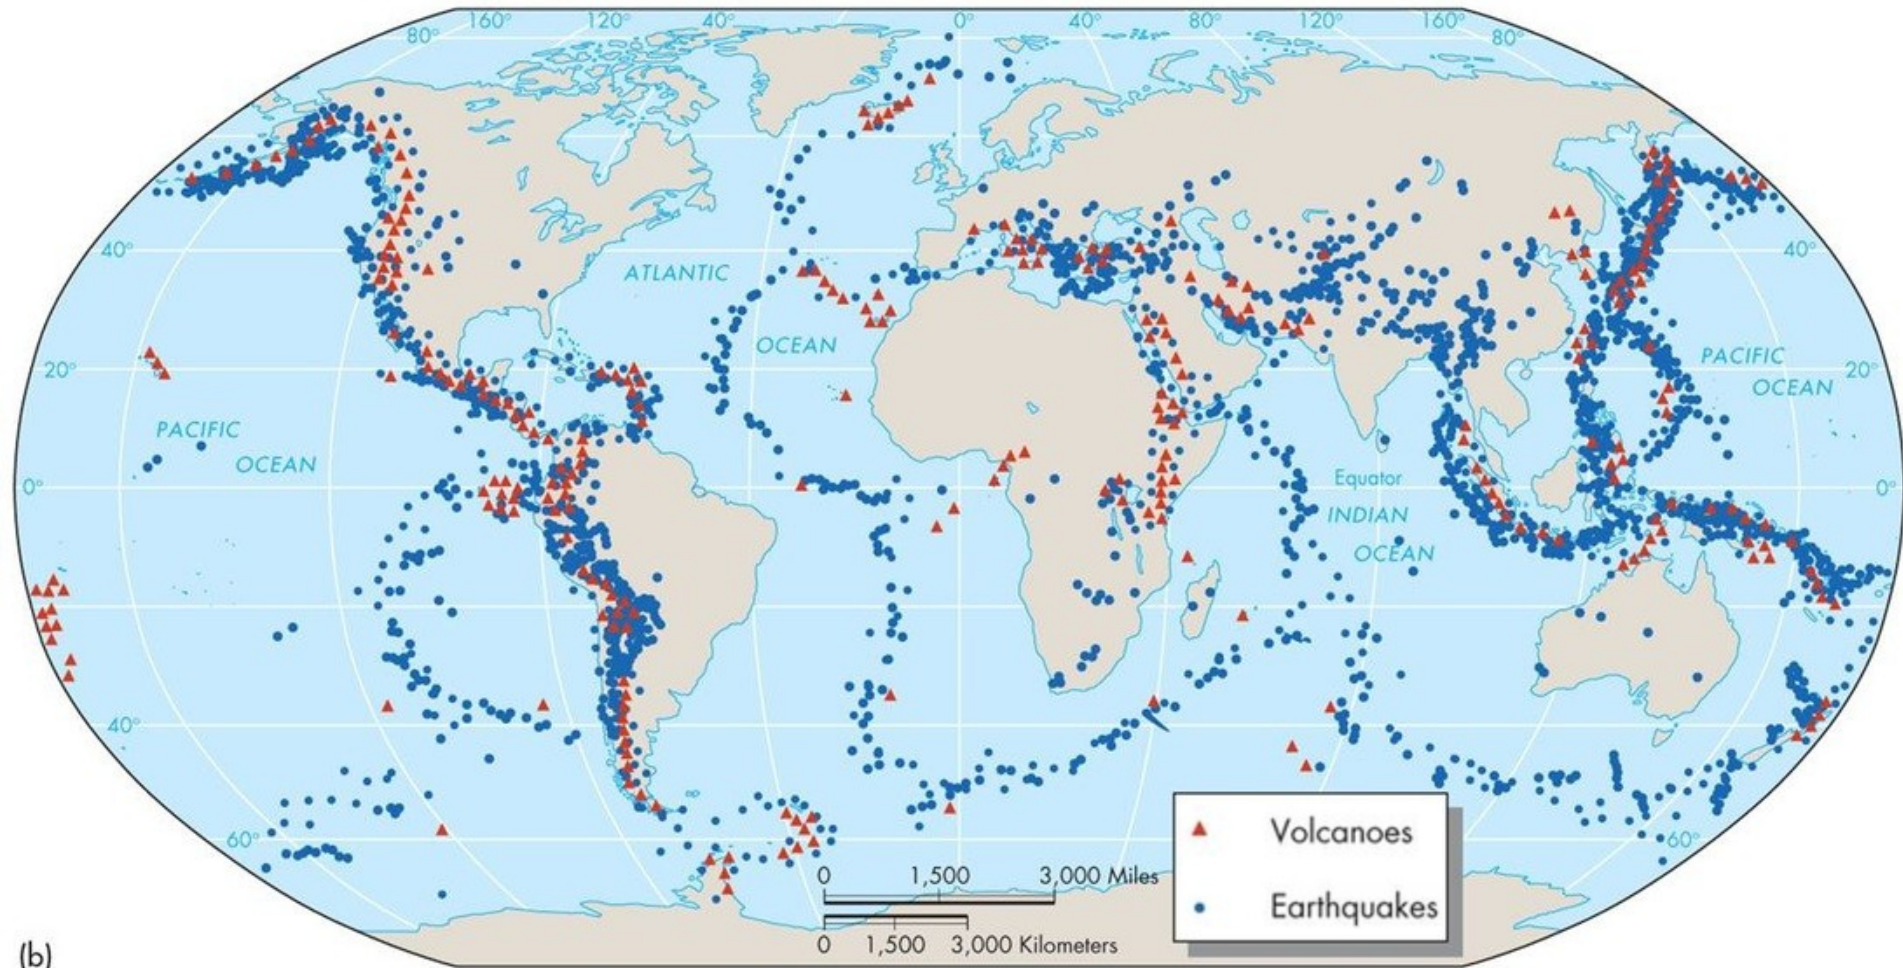 160° 120° 40° 0° 40° 80° 120° 160°
80° 80°
40° ATLANTIC 40°
OCEAN
20° PACIFIC 20°
OCEAN
PACIFIC
OCEAN
Equator
0° 0°
INDIAN
OCEAN
40°
60° 60°
0 1,500 3,000 Miles
0 1,500 3,000 Kilometers
Volcanoes
Earthquakes
(b)